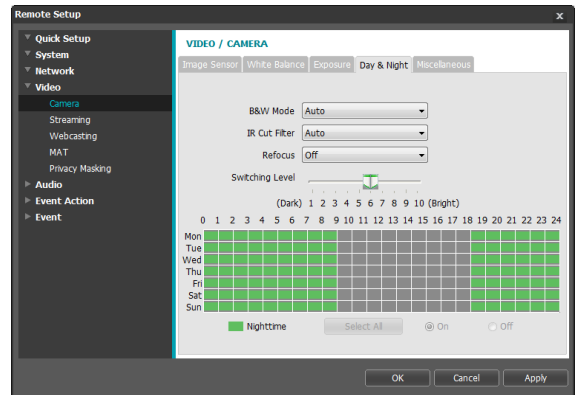 Remote Setup x
Quick Setup
System
Network
Video
Camera
Streaming
Webcasting
MAT
Privacy Masking
Audio
Event Action
Event
VIDEO / CAMERA
Image Sensor White Balance Exposure Day & Night Miscellaneous
B&W Mode Auto
IR Cut Filter Auto
Refocus Off
Switching Level
(Dark) 1 2 3 4 5 6 7 8 9 10 (Bright)
0 1 2 3 4 5 6 7 8 9 10 11 12 13 14 15 16 17 18 19 20 21 22 23 24
Mon
Tue
Wed
Thu
Fri
Sat
Sun
Nighttime Select All On Off
OK Cancel Apply